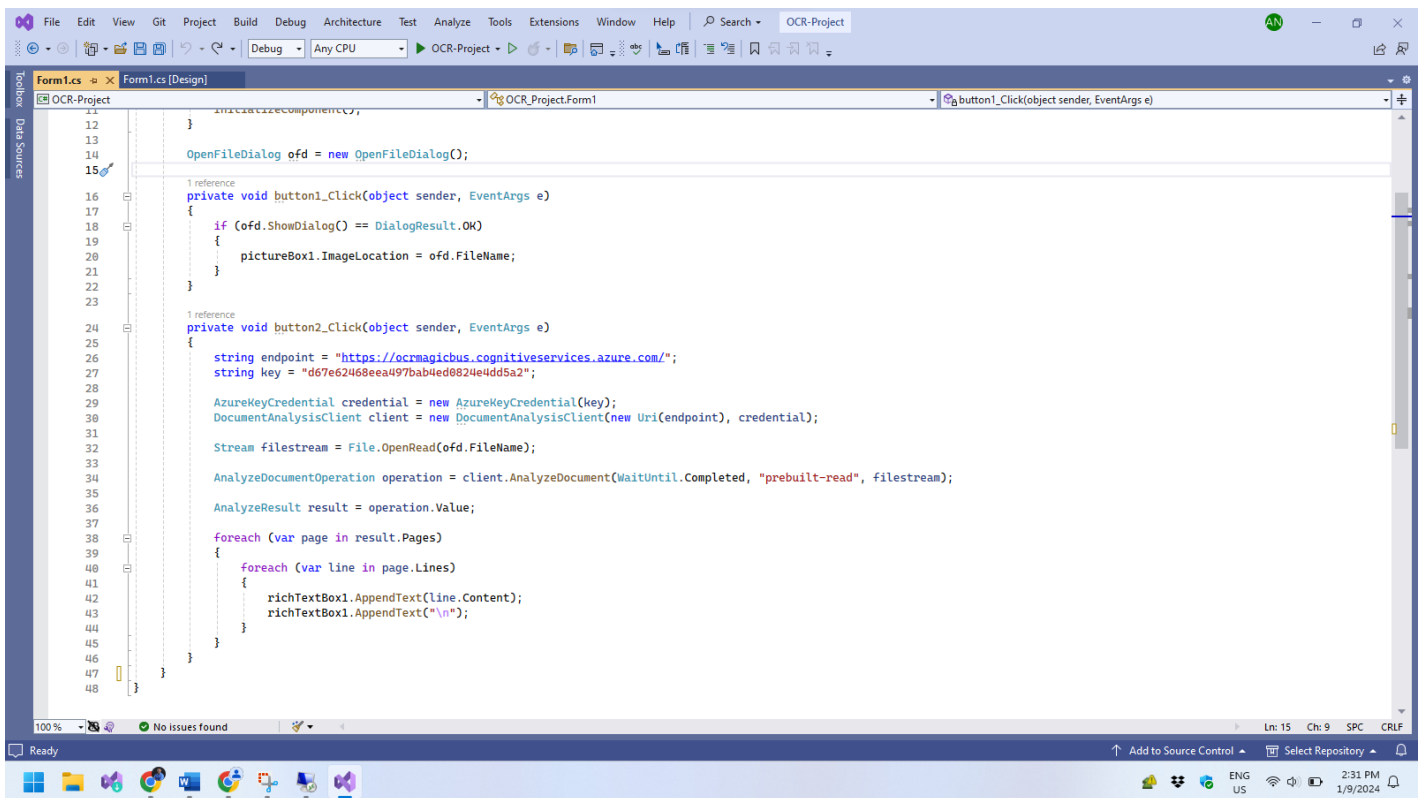 File Edit View Git Project Build Debug Architecture Test Analyze Tools Extensions Window Help Search OCR-Project AN
Debug Any CPU OCR-Project
Toolbox
Data Sources
Form1.cs Form1.cs [Design]
OCR-Project OCR_Project.Form1 button1_Click(object sender, EventArgs e)
11 InitializeComponent();
12 }
13
14 OpenFileDialog ofd = new OpenFileDialog();
15
1 reference
16 private void button1_Click(object sender, EventArgs e)
17 {
18 if (ofd.ShowDialog() == DialogResult.OK)
19 {
20 pictureBox1.ImageLocation = ofd.FileName;
21 }
22 }
23
1 reference
24 private void button2_Click(object sender, EventArgs e)
25 {
26 string endpoint = "https://ocrmagicbus.cognitiveservices.azure.com/";
27 string key = "d67e62468eea497bab4ed0824e4dd5a2";
28
29 AzureKeyCredential credential = new AzureKeyCredential(key);
30 DocumentAnalysisClient client = new DocumentAnalysisClient(new Uri(endpoint), credential);
31
32 Stream filestream = File.OpenRead(ofd.FileName);
33
34 AnalyzeDocumentOperation operation = client.AnalyzeDocument(WaitUntil.Completed, "prebuilt-read", filestream);
35
36 AnalyzeResult result = operation.Value;
37
38 foreach (var page in result.Pages)
39 {
40 foreach (var line in page.Lines)
41 {
42 richTextBox1.AppendText(line.Content);
43 richTextBox1.AppendText("\n");
44 }
45 }
46 }
47 }
48 }
100 % No issues found Ln: 15 Ch: 9 SPC CRLF
Ready Add to Source Control Select Repository
ENG
US
2:31 PM
1/9/2024